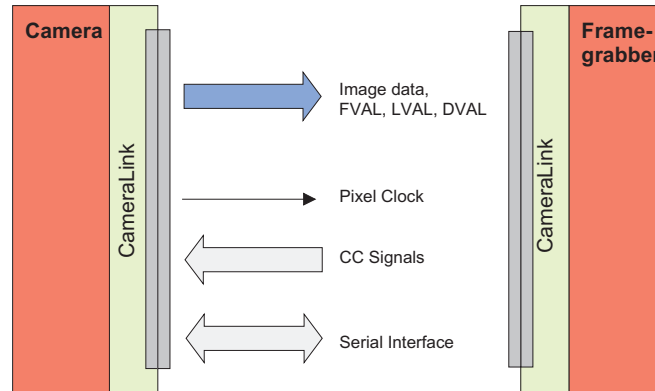 Camera
Frame-
grabber
CameraLink
Image data,
FVAL, LVAL, DVAL
Pixel Clock
CC Signals
Serial Interface
CameraLink